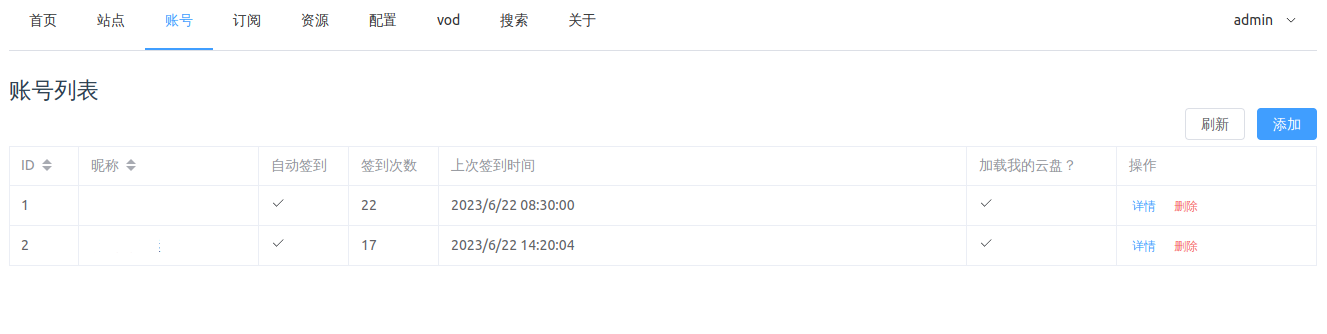 首页 站点 账号 订阅 资源 配置 vod 搜索 关于 admin
账号列表
刷新 添加
ID 昵称 自动签到 签到次数 上次签到时间 加载我的云盘？ 操作
1 22 2023/6/22 08:30:00 详情 删除
2 17 2023/6/22 14:20:04 详情 删除